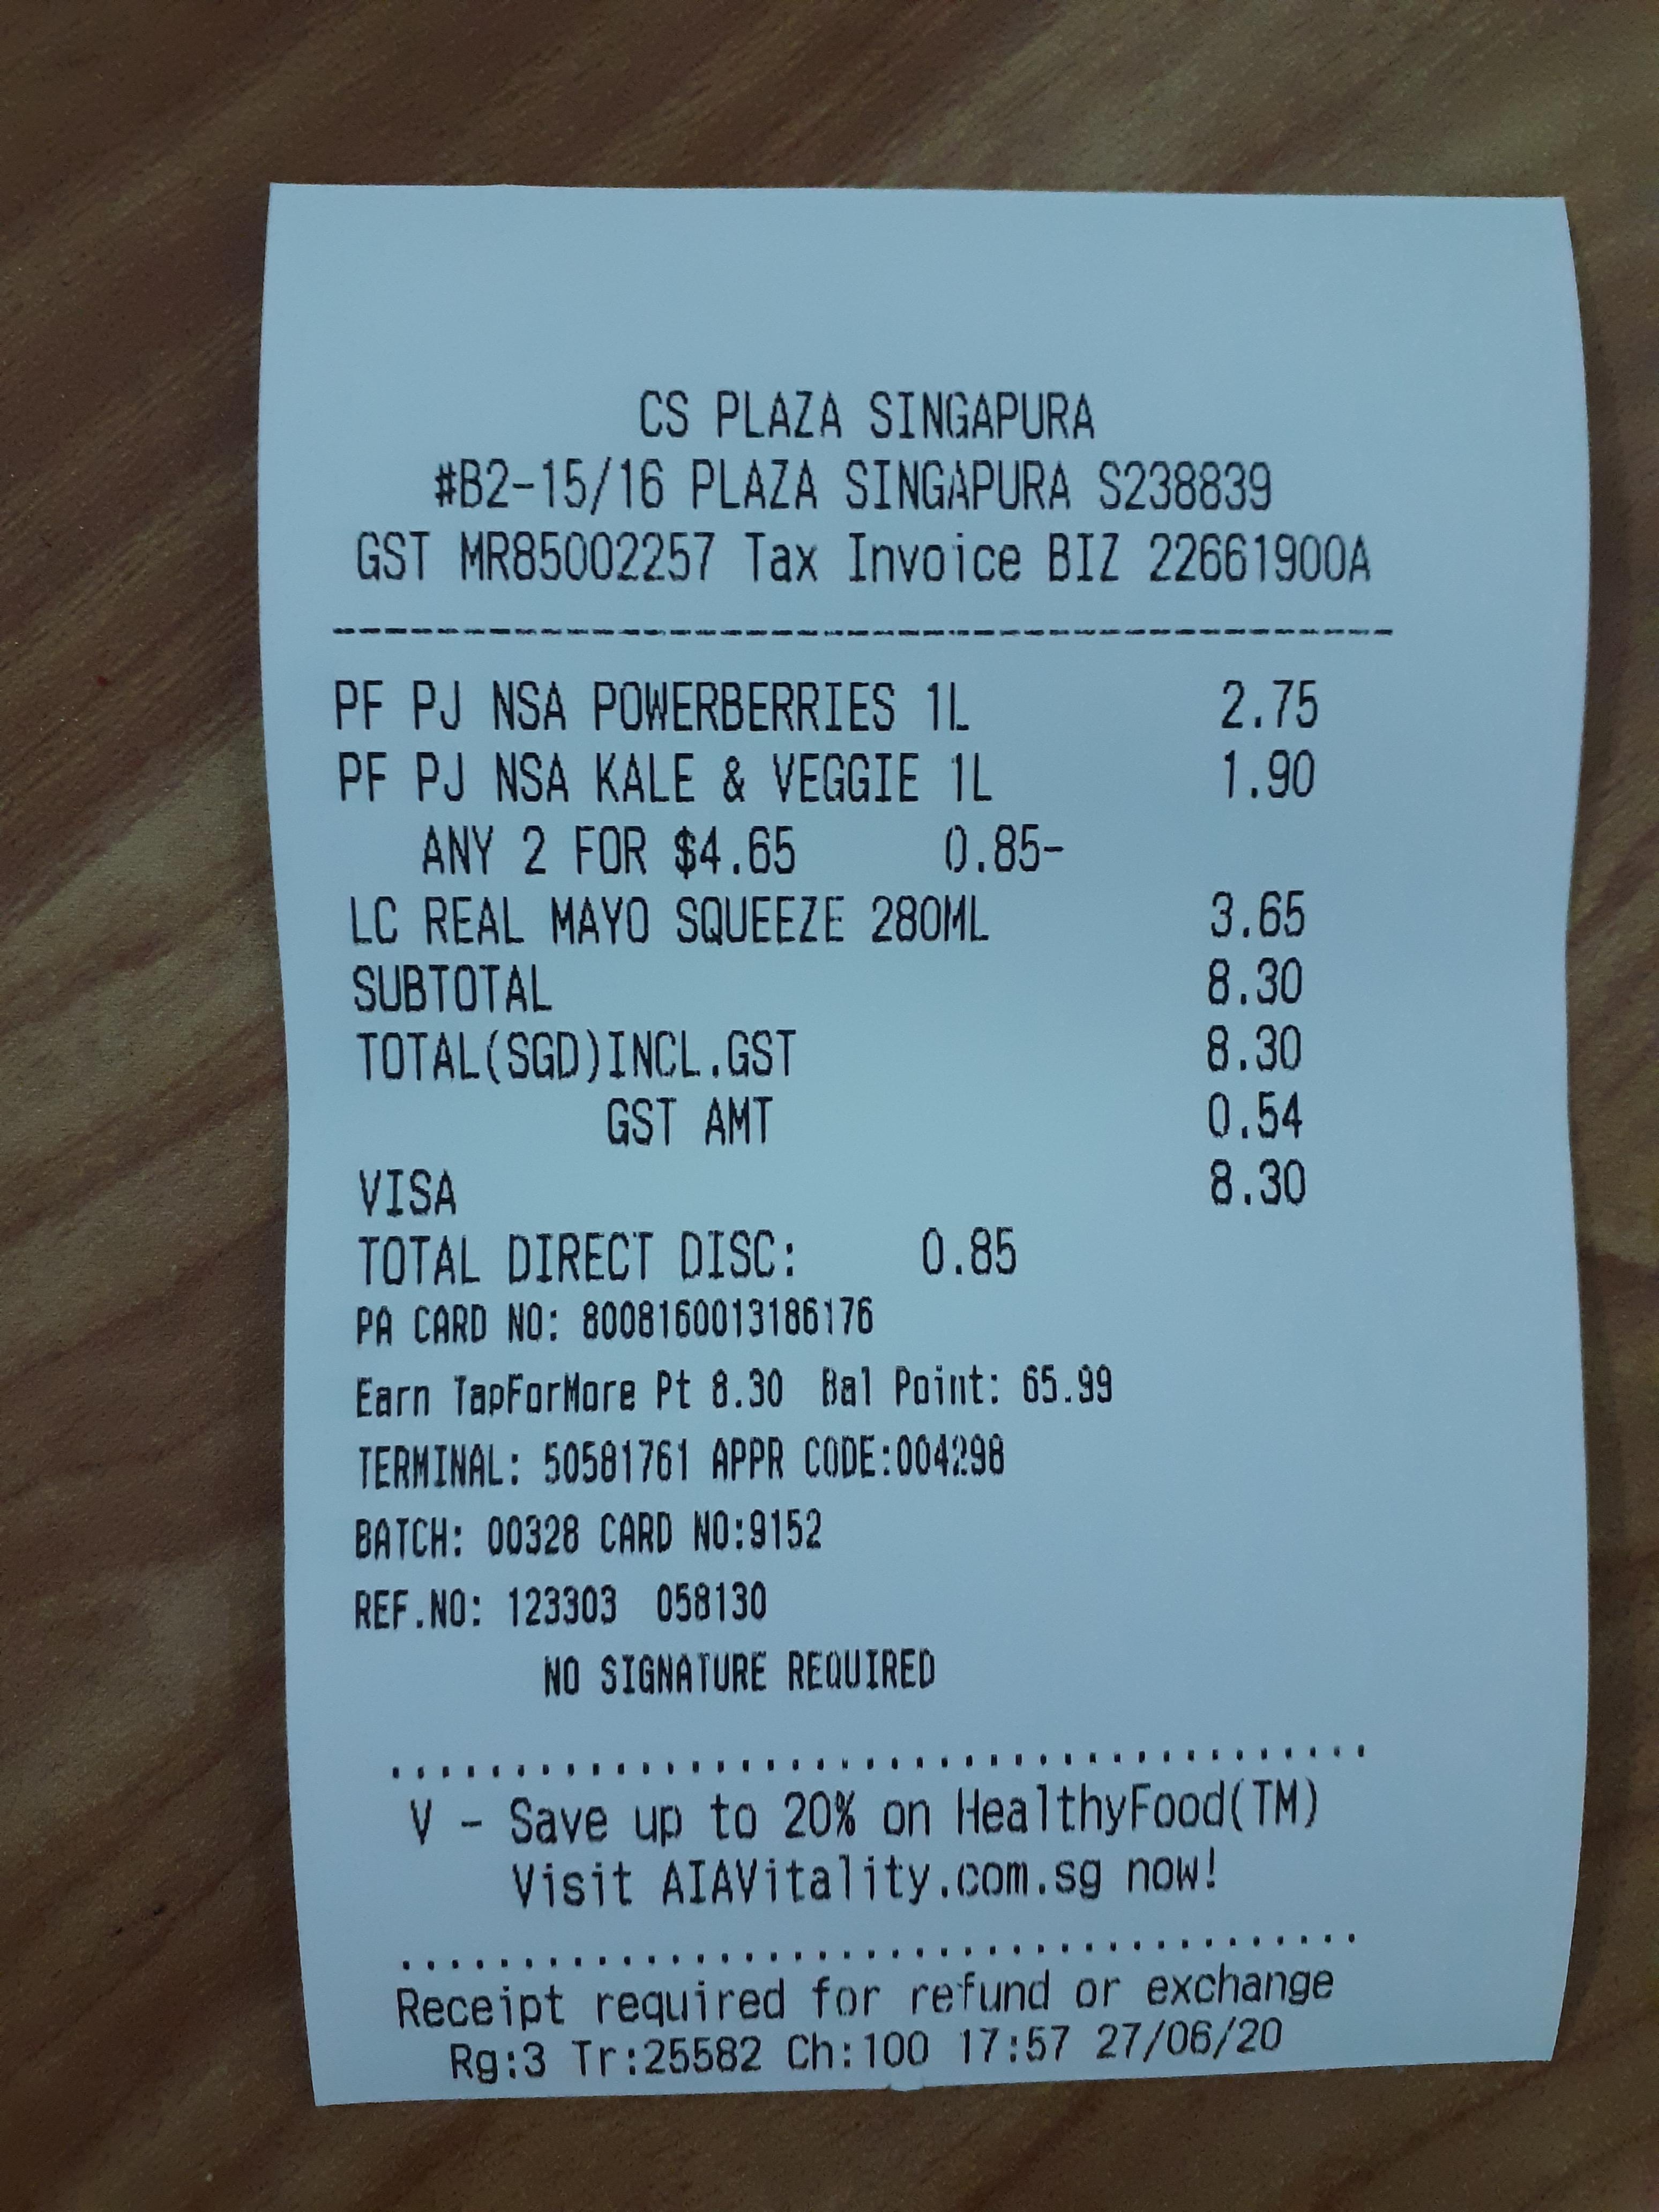 CS PLAZA SINGAPURA
#B2-15/16 PLAZA SINGAPURA S238839
GST MR85002257 Tax Invoice BIZ 22661900A
----------------------------------------
PF PJ NSA POWERBERRIES 1L 2.75
PF PJ NSA KALE & VEGGIE 1L 1.90
ANY 2 FOR $4.65 0.85-
LC REAL MAYO SQUEEZE 280ML 3.65
SUBTOTAL 8.30
TOTAL(SGD)INCL.GST 8.30
GST AMT 0.54
VISA 8.30
TOTAL DIRECT DISC: 0.85
PA CARD NO: 8008160013186176
Earn TapForMore Pt 8.30 Bal Point: 65.99
TERMINAL: 50581761 APPR CODE:004298
BATCH: 00328 CARD NO:9152
REF.NO: 123303 058130
NO SIGNATURE REQUIRED
........................................
V - Save up to 20% on HealthyFood(TM)
Visit AIAVitality.com.sg now!
........................................
Receipt required for refund or exchange
Rg:3 Tr:25582 Ch:100 17:57 27/06/20